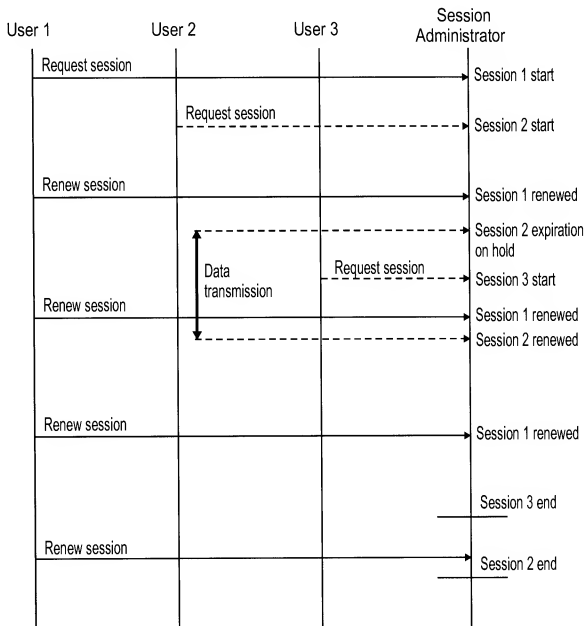 User 1
User 2
User 3
Session
Administrator
Request session
Session 1 start
Request session
Session 2 start
Renew session
Session 1 renewed
Session 2 expiration
on hold
Data
transmission
Request session
Session 3 start
Renew session
Session 1 renewed
Session 2 renewed
Renew session
Session 1 renewed
Session 3 end
Renew session
Session 2 end